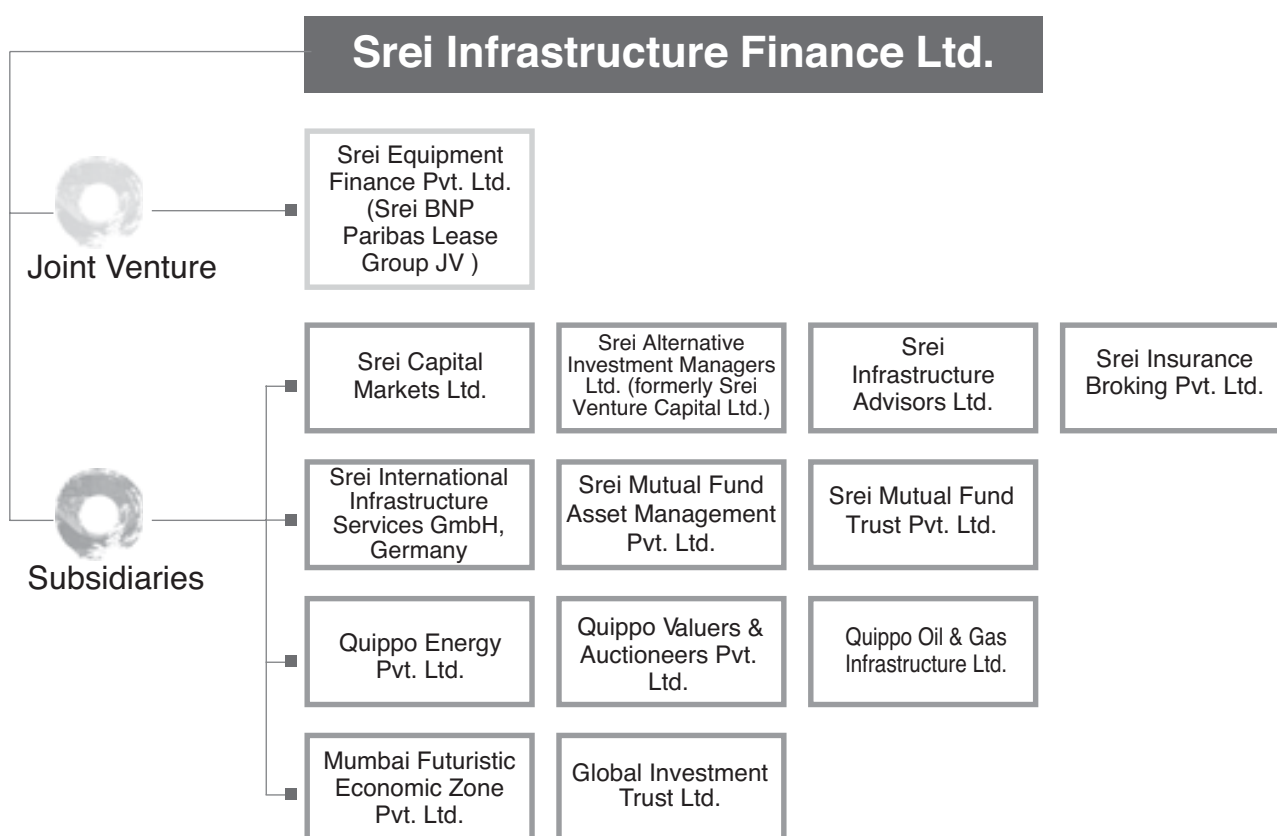 Srei Infrastructure Finance Ltd.
Joint Venture
Srei Equipment
Finance Pvt. Ltd.
(Srei BNP
Paribas Lease
Group JV )
Subsidiaries
Srei Capital
Markets Ltd.
Srei Alternative
Investment Managers
Ltd. (formerly Srei
Venture Capital Ltd.)
Srei
Infrastructure
Advisors Ltd.
Srei Insurance
Broking Pvt. Ltd.
Srei International
Infrastructure
Services GmbH,
Germany
Srei Mutual Fund
Asset Management
Pvt. Ltd.
Srei Mutual Fund
Trust Pvt. Ltd.
Quippo Energy
Pvt. Ltd.
Quippo Valuers &
Auctioneers Pvt.
Ltd.
Quippo Oil & Gas
Infrastructure Ltd.
Mumbai Futuristic
Economic Zone
Pvt. Ltd.
Global Investment
Trust Ltd.